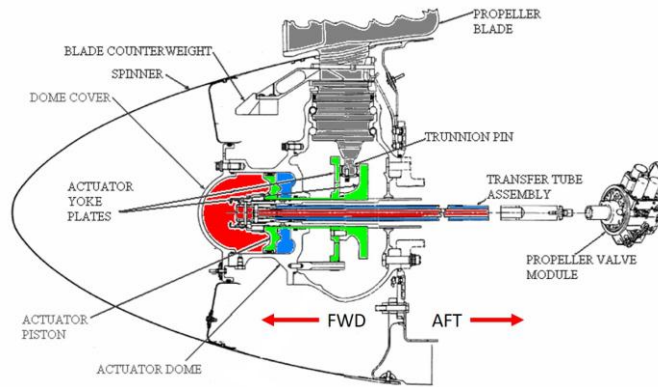 PROPELLER
BLADE
BLADE COUNTERWEIGHT
SPINNER
DOME COVER
TRUNNION PIN
ACTUATOR
YOKE
PLATES
TRANSFER TUBE
ASSEMBLY
PROPELLER VALVE
MODULE
ACTUATOR
PISTON
FWD
AFT
ACTUATOR DOME